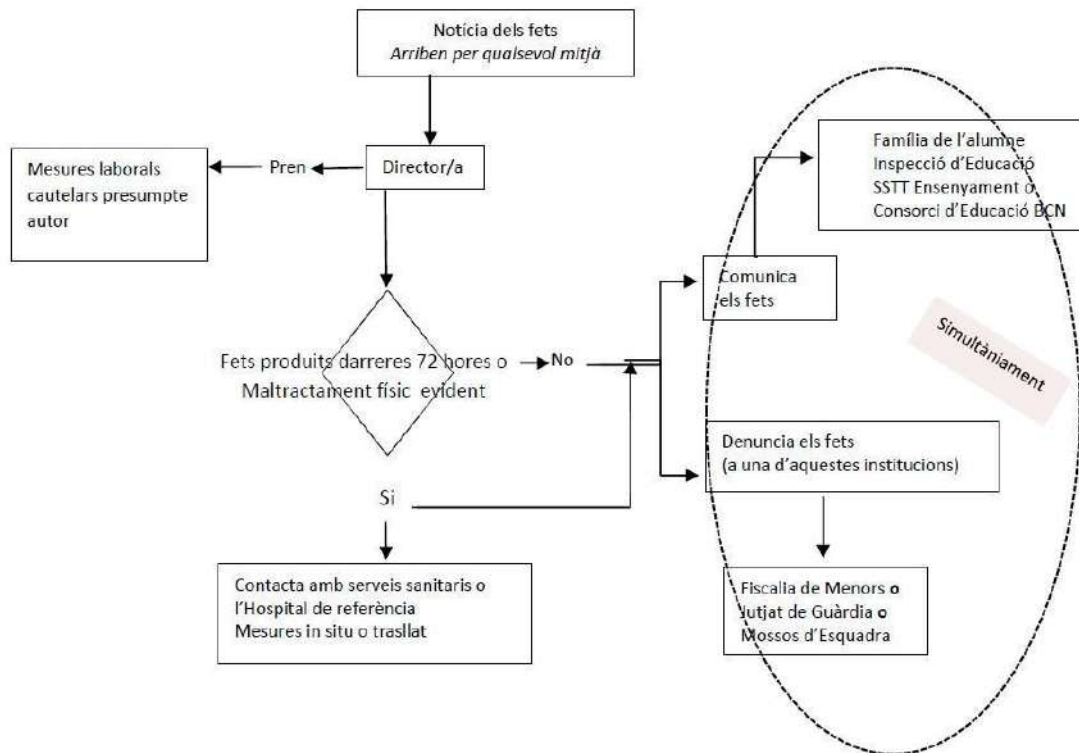 Notícia dels fets
Arriben per qualsevol mitjà
Mesures laborals
cautelars presumpte
autor
Pren
Director/a
Família de l'alumne
Inspecció d'Educació
SSTT Ensenyament o
Consorci d'Educació BCN
Comunica
els fets
Simultàniament
Fets produits darreres 72 hores o
Maltractament físic evident
No
Denuncia els fets
(a una d'aquestes institucions)
Si
Contacta amb serveis sanitaris o
l'Hospital de referència
Mesures in situ o trasllat
Fiscalia de Menors o
Jutjat de Guàrdia o
Mossos d'Esquadra